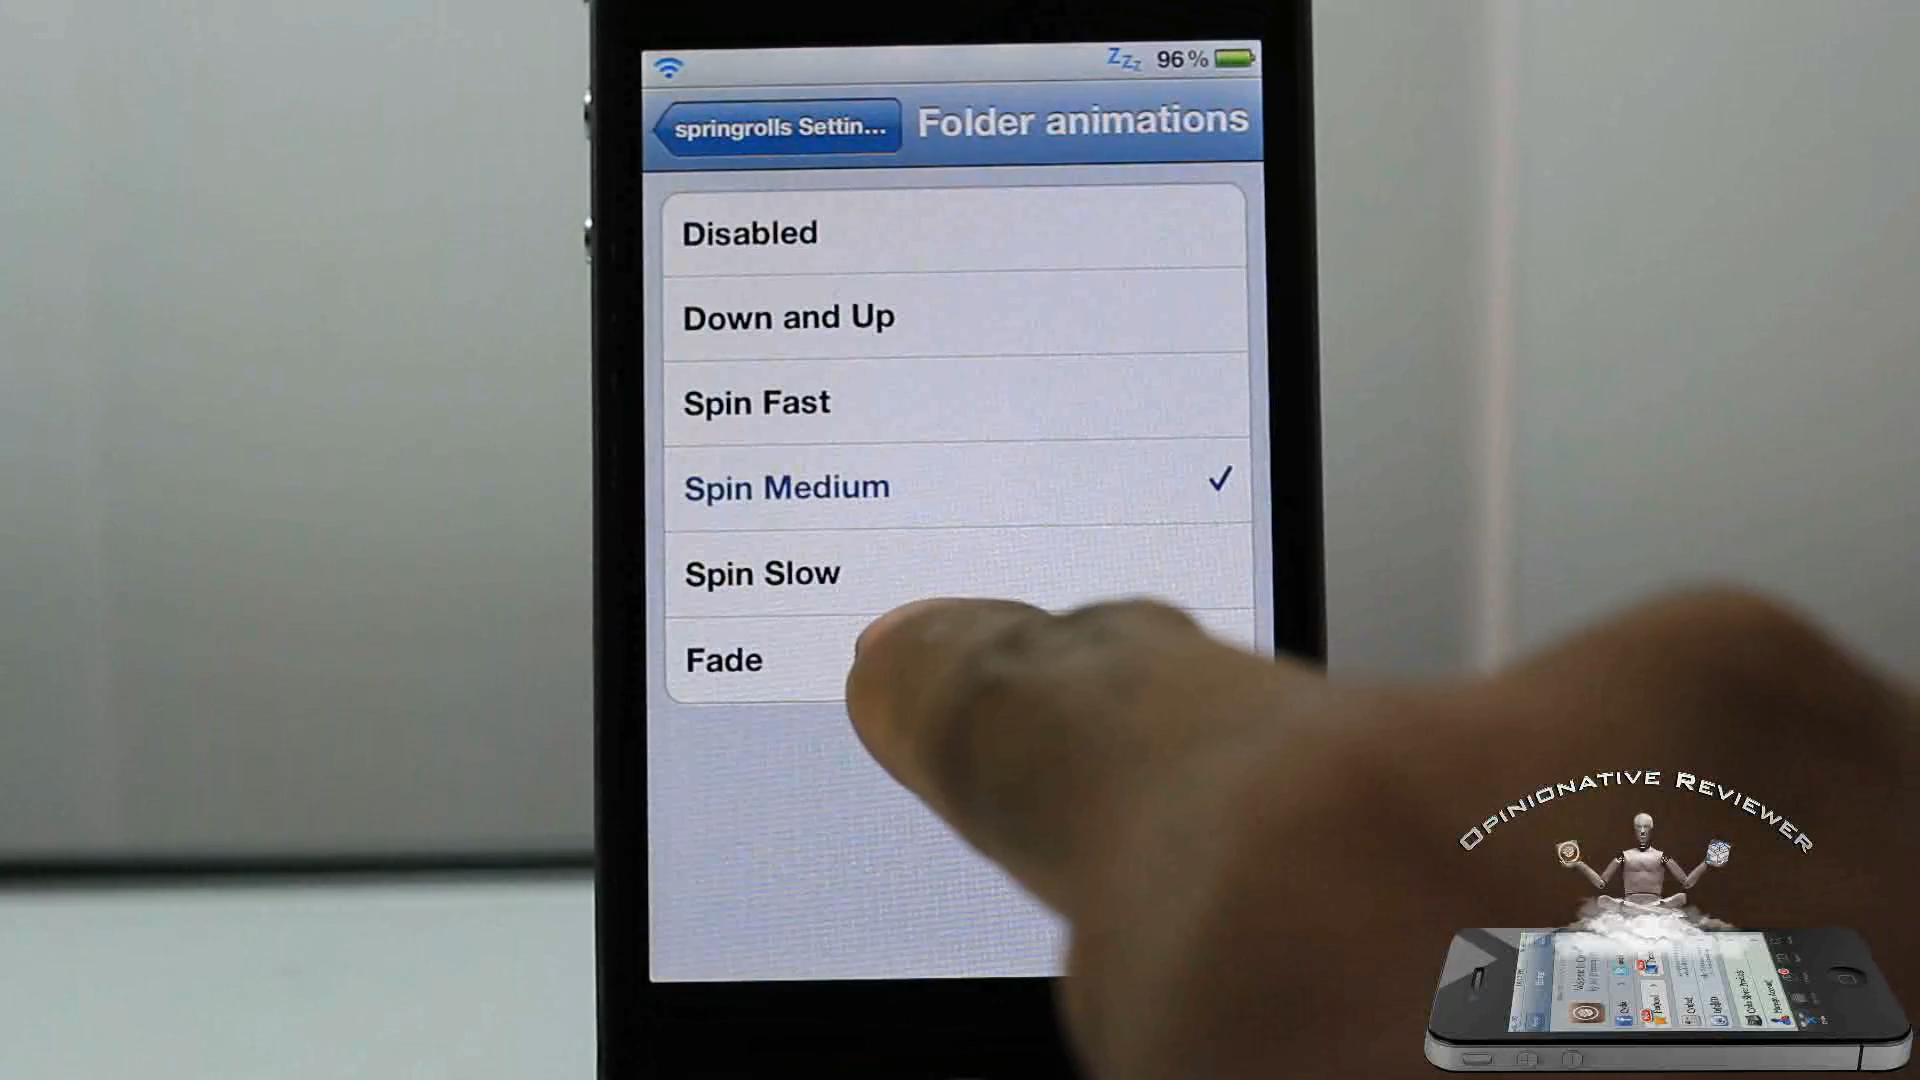 Zzz 96%
springrolls Settin... Folder animations
Disabled
Down and Up
Spin Fast
Spin Medium
Spin Slow
Fade
Opinionative Reviewer